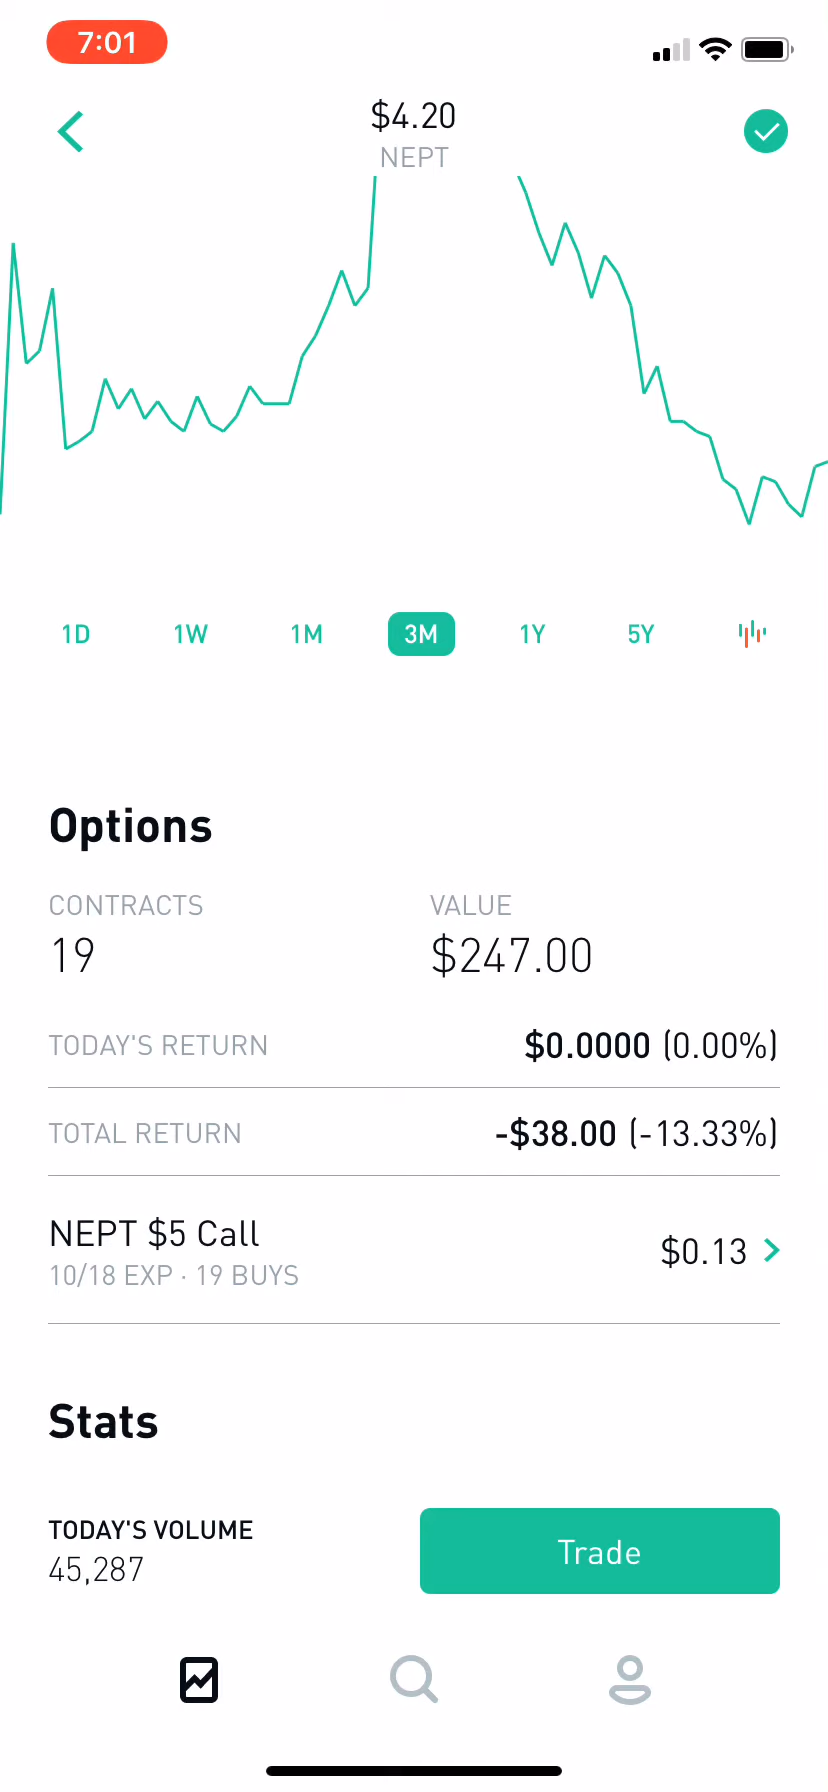 7:01
$4.20
NEPT
1D 1W 1M 3M 1Y 5Y
Options
CONTRACTS VALUE
19 $247.00
TODAY'S RETURN $0.0000 (0.00%)
TOTAL RETURN -$38.00 (-13.33%)
NEPT $5 Call $0.13
10/18 EXP · 19 BUYS
Stats
TODAY'S VOLUME
45,287
Trade